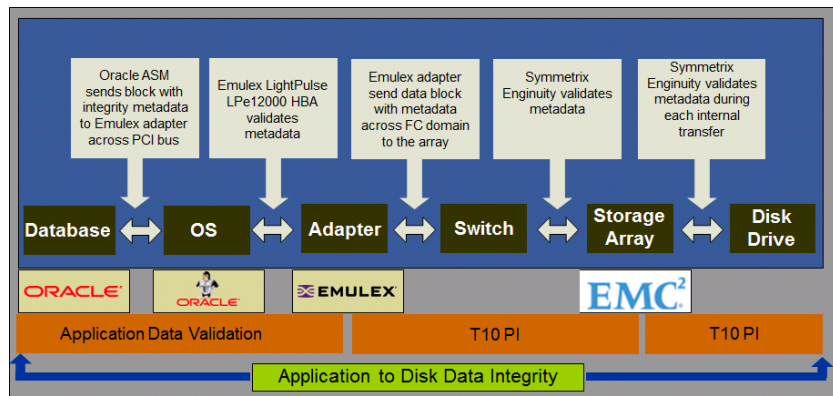 Oracle ASM
sends block with
integrity metadata
to Emulex adapter
across PCI bus
Emulex LightPulse
LPe12000 HBA
validates
metadata
Emulex adapter
send data block
with metadata
across FC domain
to the array
Symmetrix
Enginuity validates
metadata
Symmetrix
Enginuity validates
metadata during
each internal
transfer
Database
OS
Adapter
Switch
Storage
Array
Disk
Drive
ORACLE
ORACLE
EMULEX
EMC²
Application Data Validation
T10 PI
T10 PI
Application to Disk Data Integrity